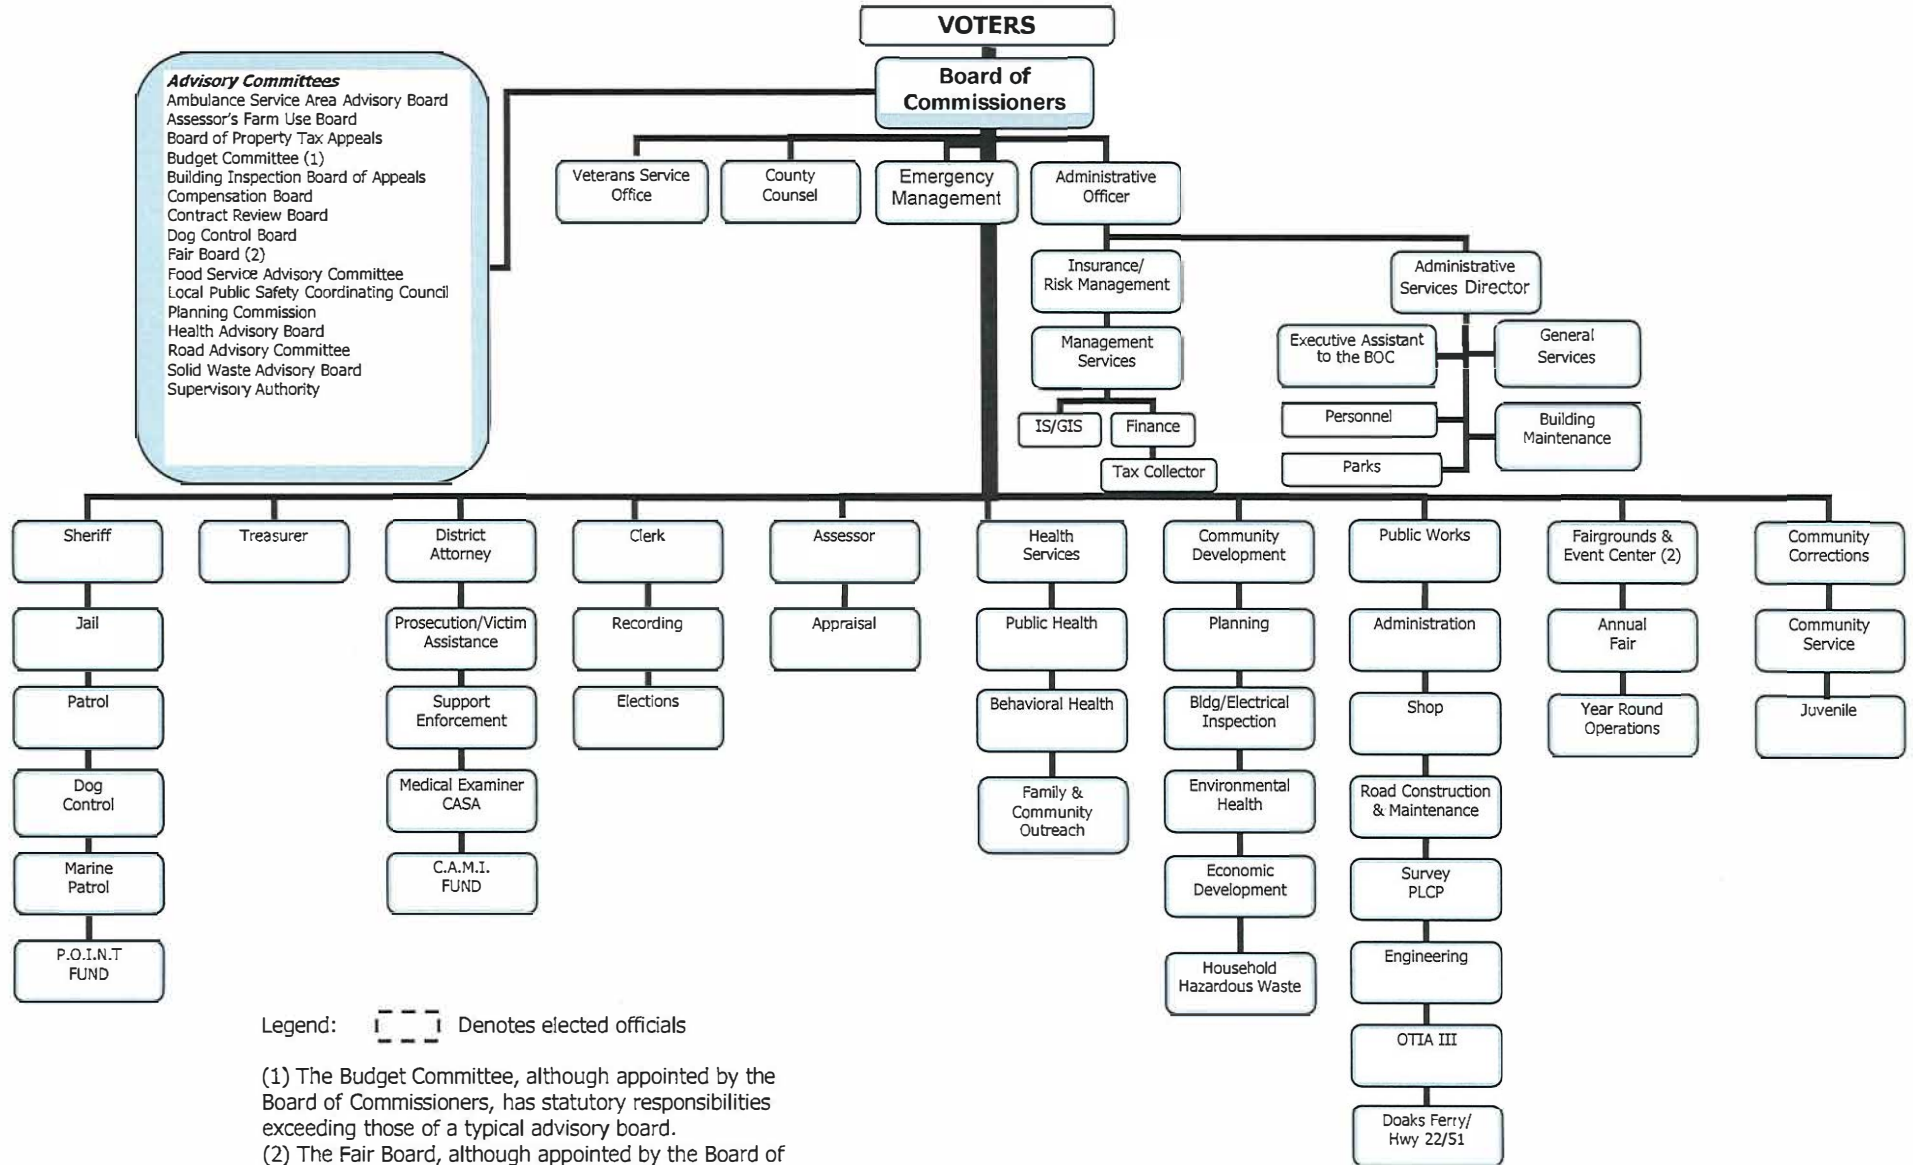 VOTERS
Board of
Commissioners
Advisory Committees
Ambulance Service Area Advisory Board
Assessor's Farm Use Board
Board of Property Tax Appeals
Budget Committee (1)
Building Inspection Board of Appeals
Compensation Board
Contract Review Board
Dog Control Board
Fair Board (2)
Food Service Advisory Committee
Local Public Safety Coordinating Council
Planning Commission
Health Advisory Board
Road Advisory Committee
Solid Waste Advisory Board
Supervisory Authority
Veterans Service
Office
County
Counsel
Emergency
Management
Administrative
Officer
Insurance/
Risk Management
Management
Services
IS/GIS
Finance
Tax Collector
Administrative
Services Director
Executive Assistant
to the BOC
General
Services
Personnel
Building
Maintenance
Parks
Sheriff
Jail
Patrol
Dog
Control
Marine
Patrol
P.O.I.N.T
FUND
Treasurer
District
Attorney
Prosecution/Victim
Assistance
Support
Enforcement
Medical Examiner
CASA
C.A.M.I.
FUND
Clerk
Recording
Elections
Assessor
Appraisal
Health
Services
Public Health
Behavioral Health
Family &
Community
Outreach
Community
Development
Planning
Bldg/Electrical
Inspection
Environmental
Health
Economic
Development
Household
Hazardous Waste
Public Works
Administration
Shop
Road Construction
& Maintenance
Survey
PLCP
Engineering
OTIA III
Doaks Ferry/
Hwy 22/51
Fairgrounds &
Event Center (2)
Annual
Fair
Year Round
Operations
Community
Corrections
Community
Service
Juvenile
Legend: Denotes elected officials
(1) The Budget Committee, although appointed by the
Board of Commissioners, has statutory responsibilities
exceeding those of a typical advisory board.
(2) The Fair Board, although appointed by the Board of